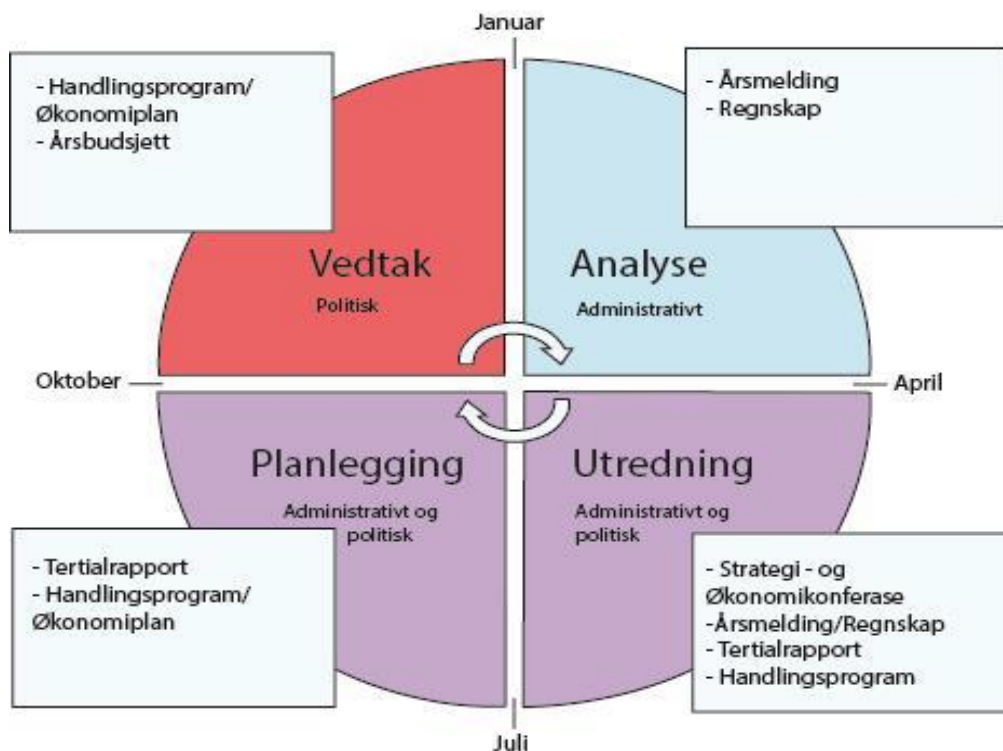 Januar
- Handlingsprogram/
Økonomiplan
- Årsbudsjett
- Årsmelding
- Regnskap
Vedtak
Politisk
Analyse
Administrativt
Oktober
April
Planlegging
Administrativt og
politisk
Utredning
Administrativt og
politisk
- Tertialrapport
- Handlingsprogram/
Økonomiplan
- Strategi - og
Økonomikonferase
-Årsmelding/Regnskap
- Tertialrapport
- Handlingsprogram
Juli